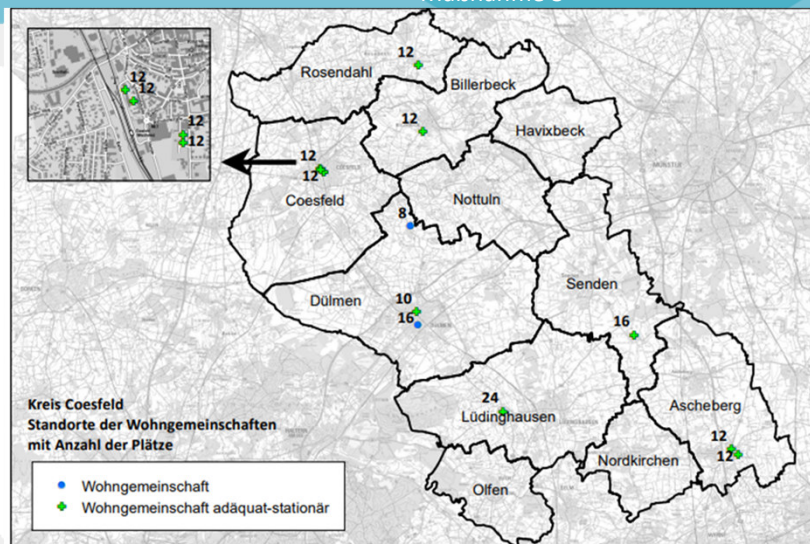 12
12
12
12
Rosendahl
12
Billerbeck
12
Havixbeck
12
12
Coesfeld
Nottuln
8
Senden
Dülmen
10
16
16
24
Lüdinghausen
Ascheberg
12
12
Nordkirchen
Olfen
Kreis Coesfeld
Standorte der Wohngemeinschaften
mit Anzahl der Plätze
Wohngemeinschaft
Wohngemeinschaft adäquat-stationär